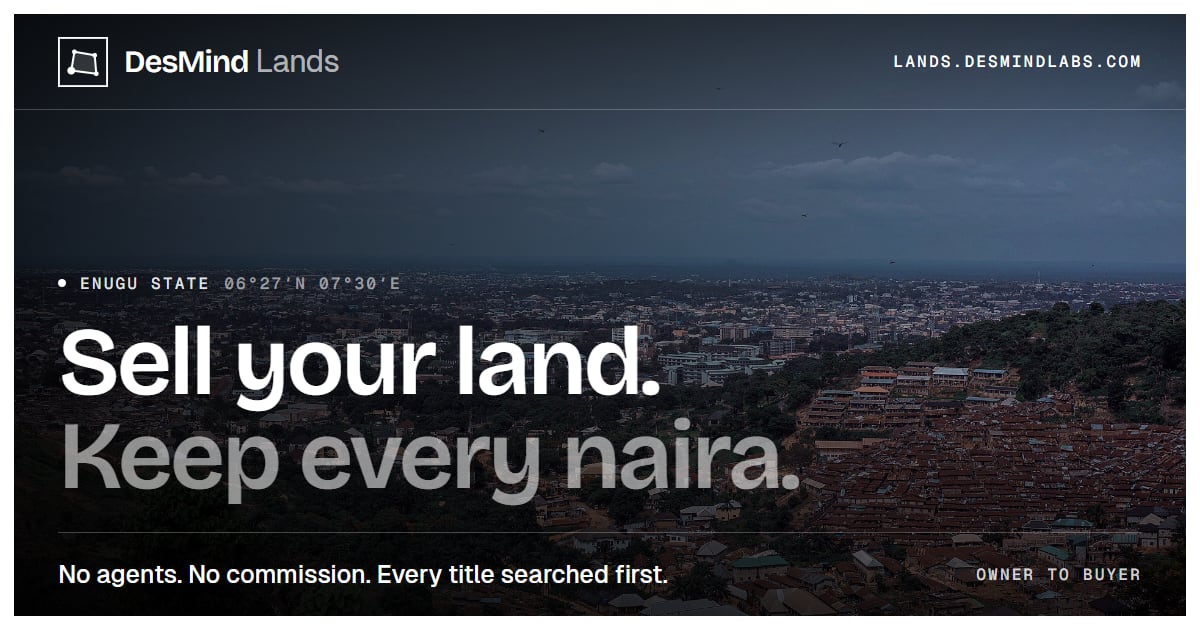 DesMind Lands
LANDS.DESMINDLABS.COM
ENUGU STATE 06°27′N 07°30′E
Sell your land.
Keep every naira.
No agents. No commission. Every title searched first.
OWNER TO BUYER